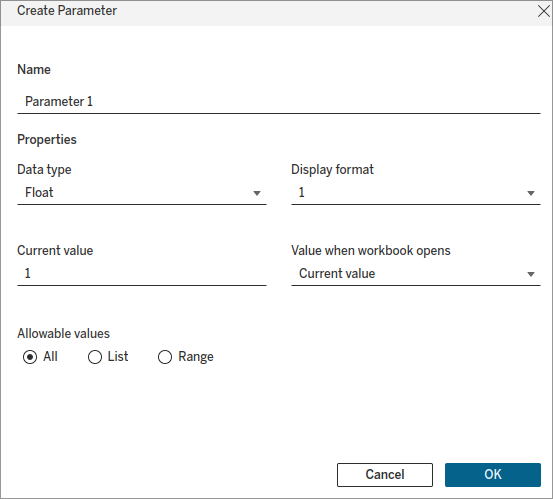 Create Parameter
Name
Parameter 1
Properties
Data type
Display format
Float
1
Current value
Value when workbook opens
1
Current value
Allowable values
All
List
Range
Cancel
OK